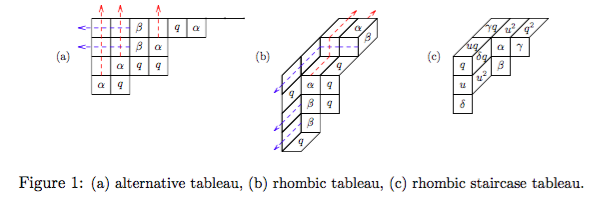 (a)
β q α
β α
α q q
α q
(b)
α
β
q
q α q
β q
β
q
(c)
γq u² q²
uq α γ
δq
q β
u²
u
δ
Figure 1: (a) alternative tableau, (b) rhombic tableau, (c) rhombic staircase tableau.